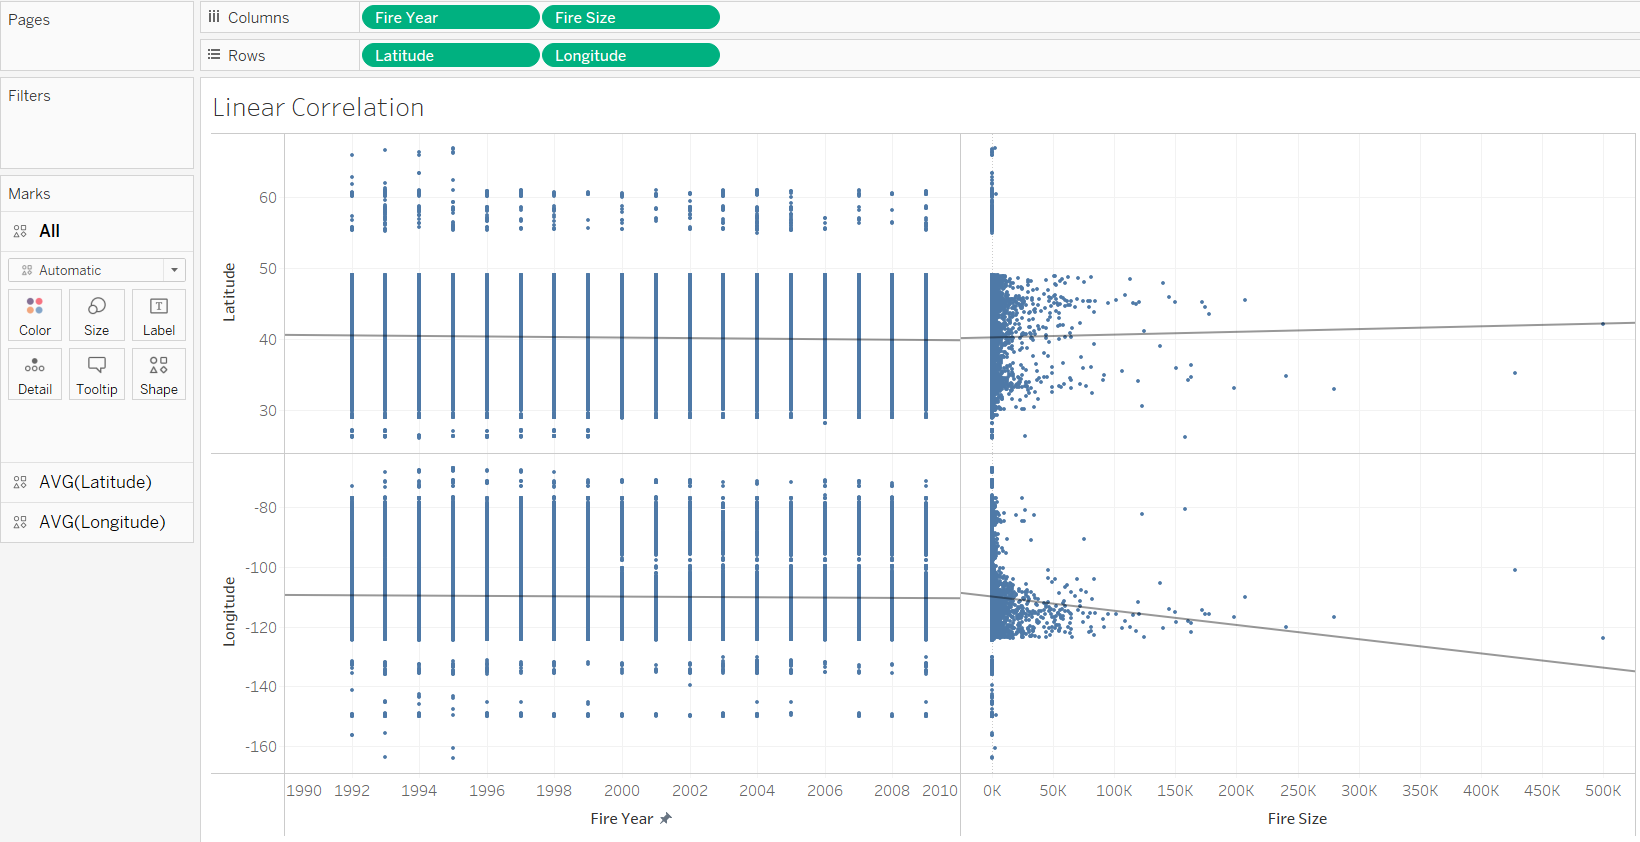 Pages
Columns Fire Year Fire Size
Rows Latitude Longitude
Filters
Marks
All
Automatic
Color Size Label
Detail Tooltip Shape
AVG(Latitude)
AVG(Longitude)
Linear Correlation
Latitude
60
50
40
30
Longitude
-80
-100
-120
-140
-160
1990 1992 1994 1996 1998 2000 2002 2004 2006 2008 2010
Fire Year
0K 50K 100K 150K 200K 250K 300K 350K 400K 450K 500K
Fire Size